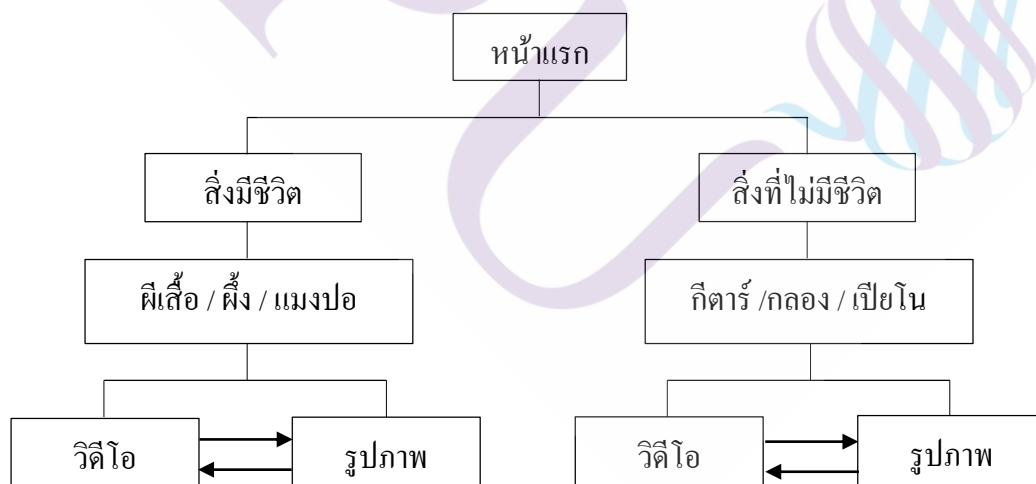 หน้าแรก
สิ่งมีชีวิต
สิ่งที่ไม่มีชีวิต
ผีเสื้อ / ผึ้ง / แมงปอ
กีตาร์ /กลอง / เปียโน
วิดีโอ
รูปภาพ
วิดีโอ
รูปภาพ